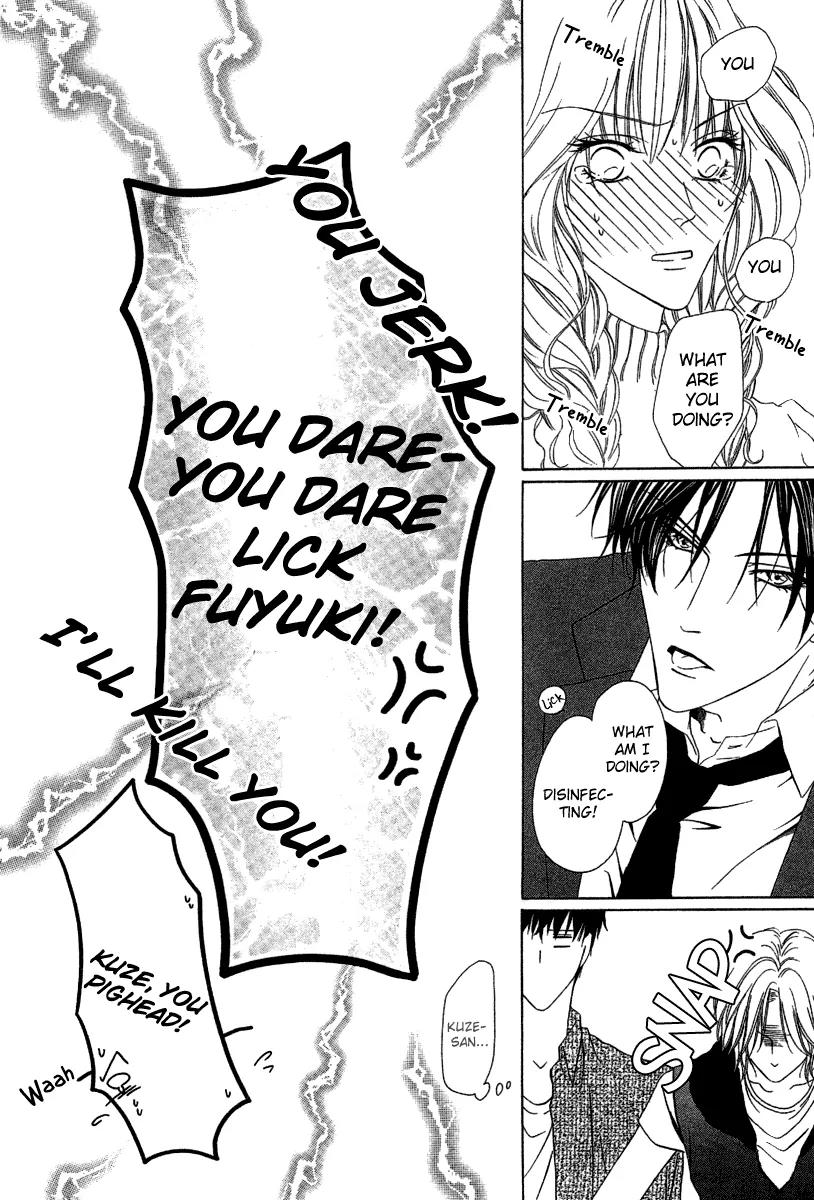 Tremble
YOU
YOU
Tremble
WHAT
ARE
YOU
DOING?
Tremble
LICK
WHAT
AM I
DOING?
DISINFEC-
TING!
SNAP
KUZE-
SAN...
YOU JERK!
YOU DARE-
YOU DARE
LICK
FUYUKI!
I'LL KILL YOU!
KUZE, YOU
PIGHEAD!
Waah